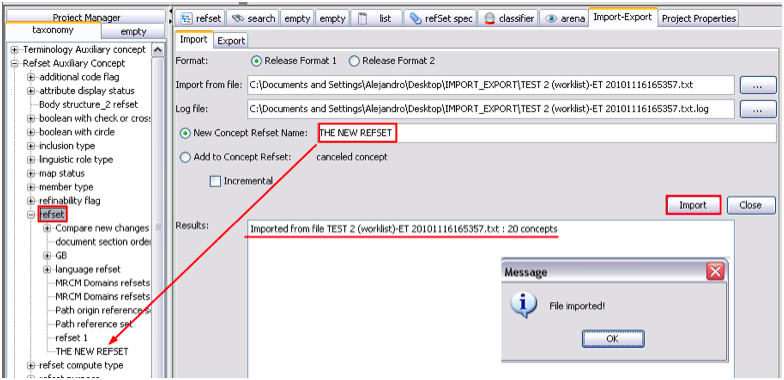 Project Manager
taxonomy
empty
Terminology Auxiliary concept
Refset Auxiliary Concept
additional code flag
attribute display status
Body structure_2 refset
boolean with check or cross
boolean with circle
inclusion type
linguistic role type
map status
member type
refinability flag
refset
Compare new changes
document section order
GB
language refset
MRCM Domains refsets
MRCM Domains refsets
Path origin reference s
Path reference set
refset 1
THE NEW REFSET
refset compute type
refset purpose
refset
search
empty
empty
list
refSet spec
classifier
arena
Import-Export
Project Properties
Import
Export
Format:
Release Format 1
Release Format 2
Import from file:
C:\Documents and Settings\Alejandro\Desktop\IMPORT_EXPORT\TEST 2 (worklist)-ET 20101116165357.txt
...
Log file:
C:\Documents and Settings\Alejandro\Desktop\IMPORT_EXPORT\TEST 2 (worklist)-ET 20101116165357.txt.log
...
New Concept Refset Name:
THE NEW REFSET
Add to Concept Refset:
canceled concept
Incremental
Import
Close
Results:
Imported from file TEST 2 (worklist)-ET 20101116165357.txt : 20 concepts
Message
File imported!
OK